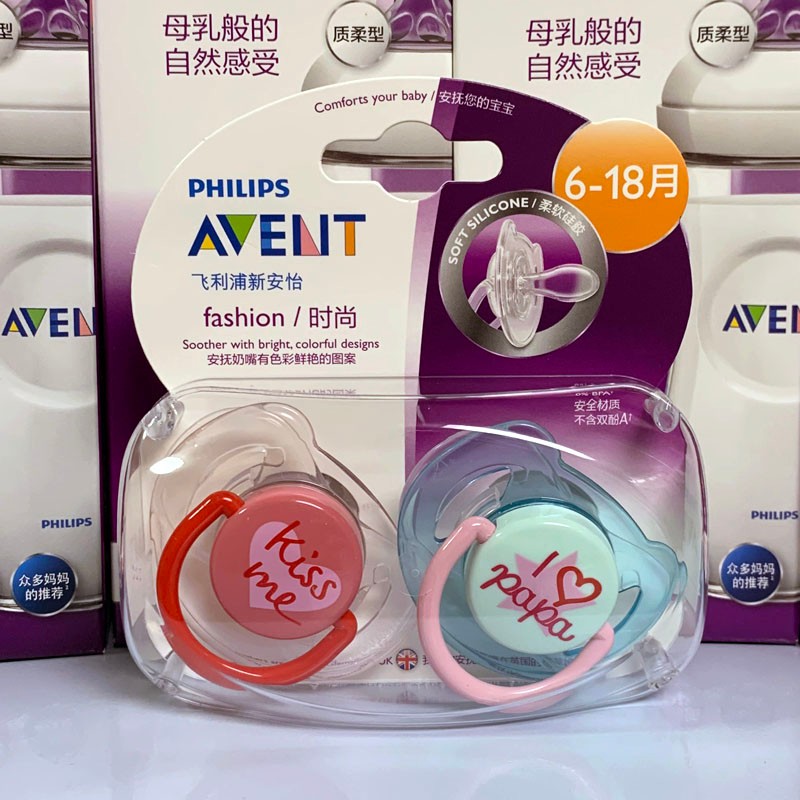 母乳般的
自然感受
质柔型
母乳般的
自然感受
质柔型
Comforts your baby / 安抚您的宝宝
6-18月
SOFT SILICONE / 柔软硅胶
PHILIPS
AVENT
飞利浦新安怡
fashion / 时尚
Soother with bright, colorful designs
安抚奶嘴有色彩鲜艳的图案
0% BPA¹
安全材质
不含双酚A¹
Kiss
me
I
papa
PHILIPS
众多妈妈
的推荐
PHILIPS
众多妈妈
的推荐